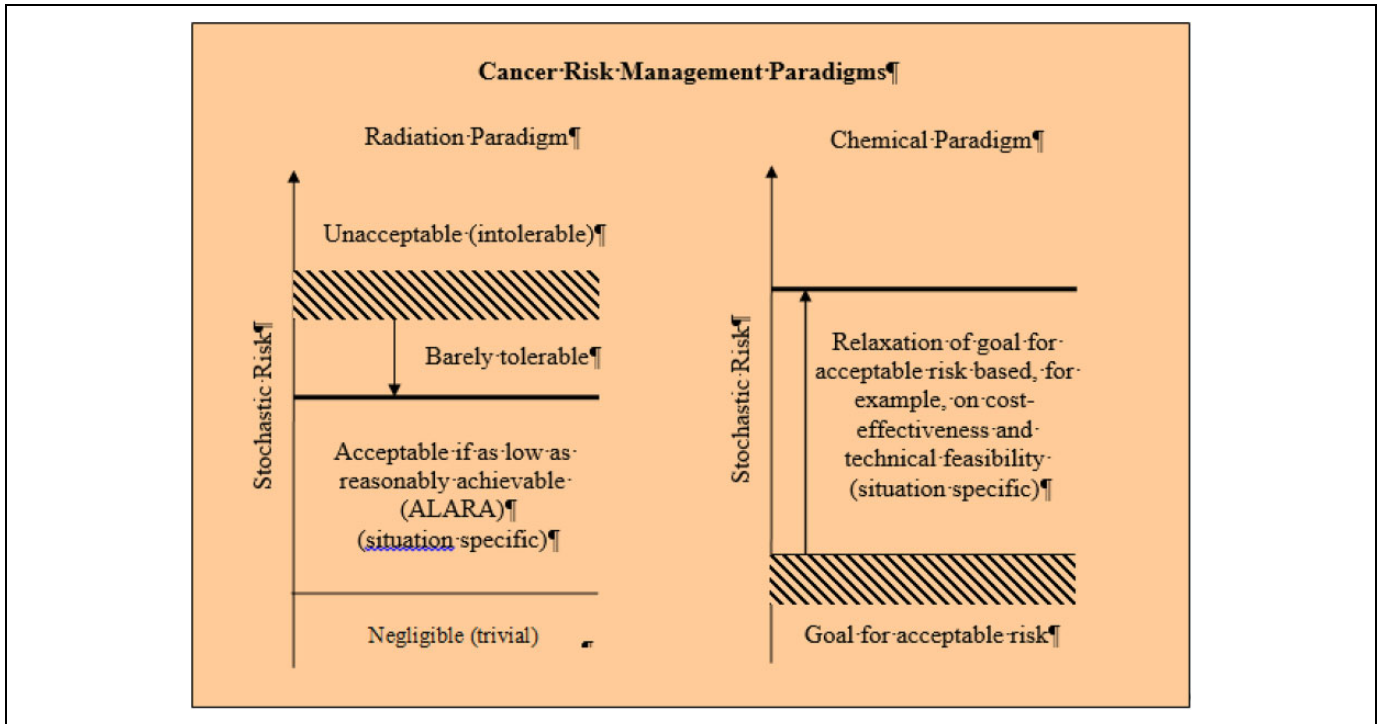 Cancer·Risk·Management·Paradigms¶
Radiation·Paradigm¶
Stochastic·Risk¶
Unacceptable·(intolerable)¶
Barely·tolerable¶
Acceptable·if·as·low·as·
reasonably·achievable·
(ALARA)¶
(situation·specific)¶
Negligible (trivial) ¶
Chemical·Paradigm¶
Stochastic·Risk¶
Relaxation·of·goal·for·
acceptable·risk·based,·for·
example,·on·cost-
effectiveness·and·
technical·feasibility·
(situation·specific)¶
Goal·for·acceptable·risk¶